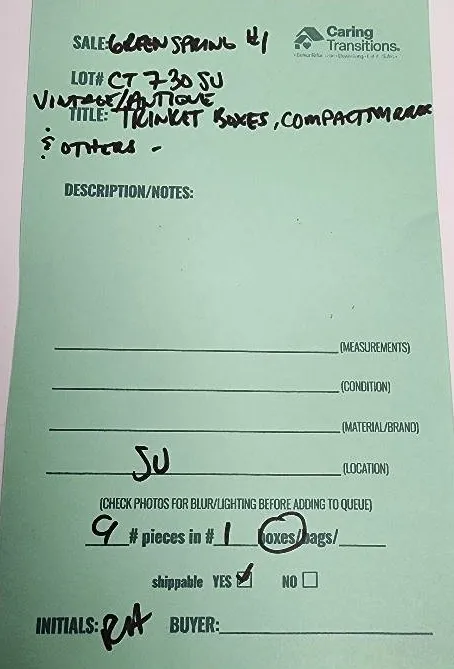 SALE: GREENSPRING #1
Caring
Transitions®
LOT# CT 730 SU
VINTAGE/ANTIQUE
TITLE: TRINKET BOXES, COMPACT MIRROR
& OTHERS -
DESCRIPTION/NOTES:
(MEASUREMENTS)
(CONDITION)
(MATERIAL/BRAND)
SU (LOCATION)
(CHECK PHOTOS FOR BLUR/LIGHTING BEFORE ADDING TO QUEUE)
9 # pieces in # 1 boxes/bags/
shippable YES NO
INITIALS: RH BUYER: